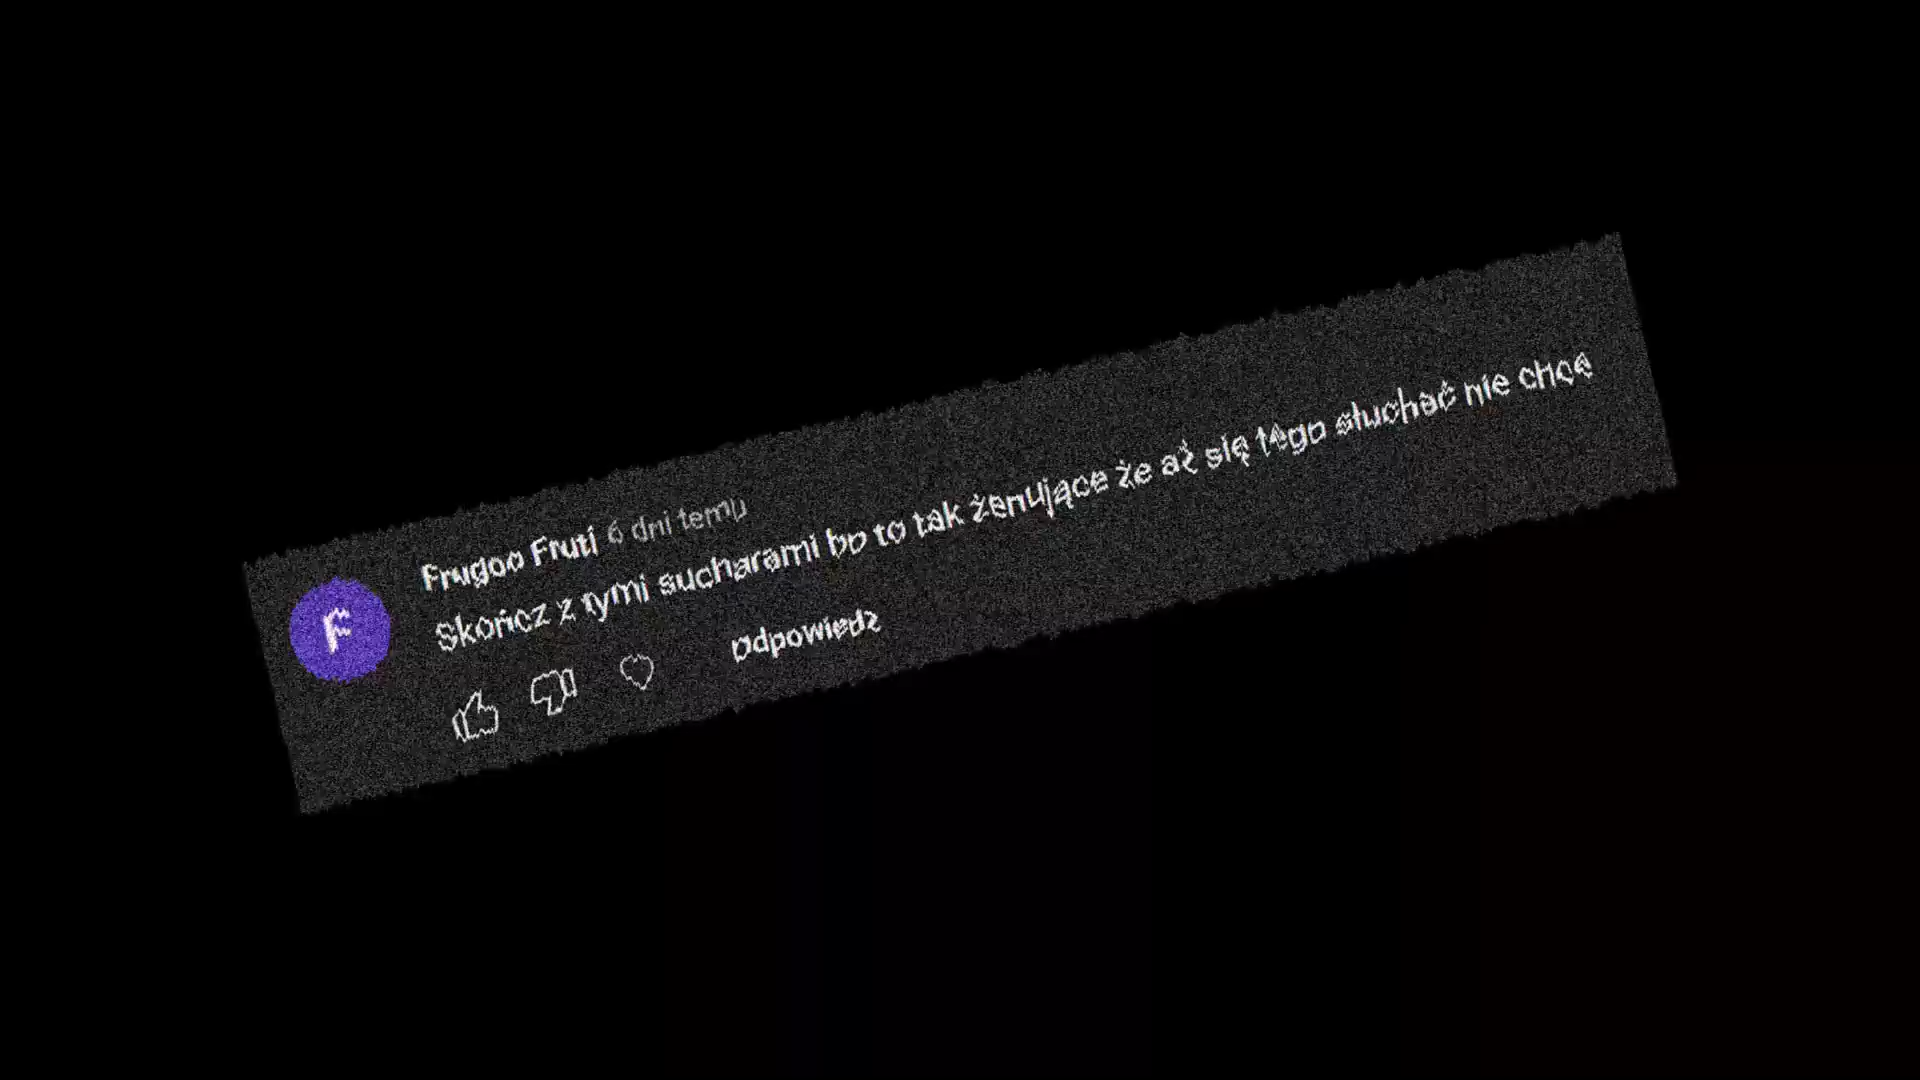 F
Frugoo Fruti 6 dni temu
Skończ z tymi sucharami bo to tak żenujące że aż się tego słuchać nie chce
Odpowiedz